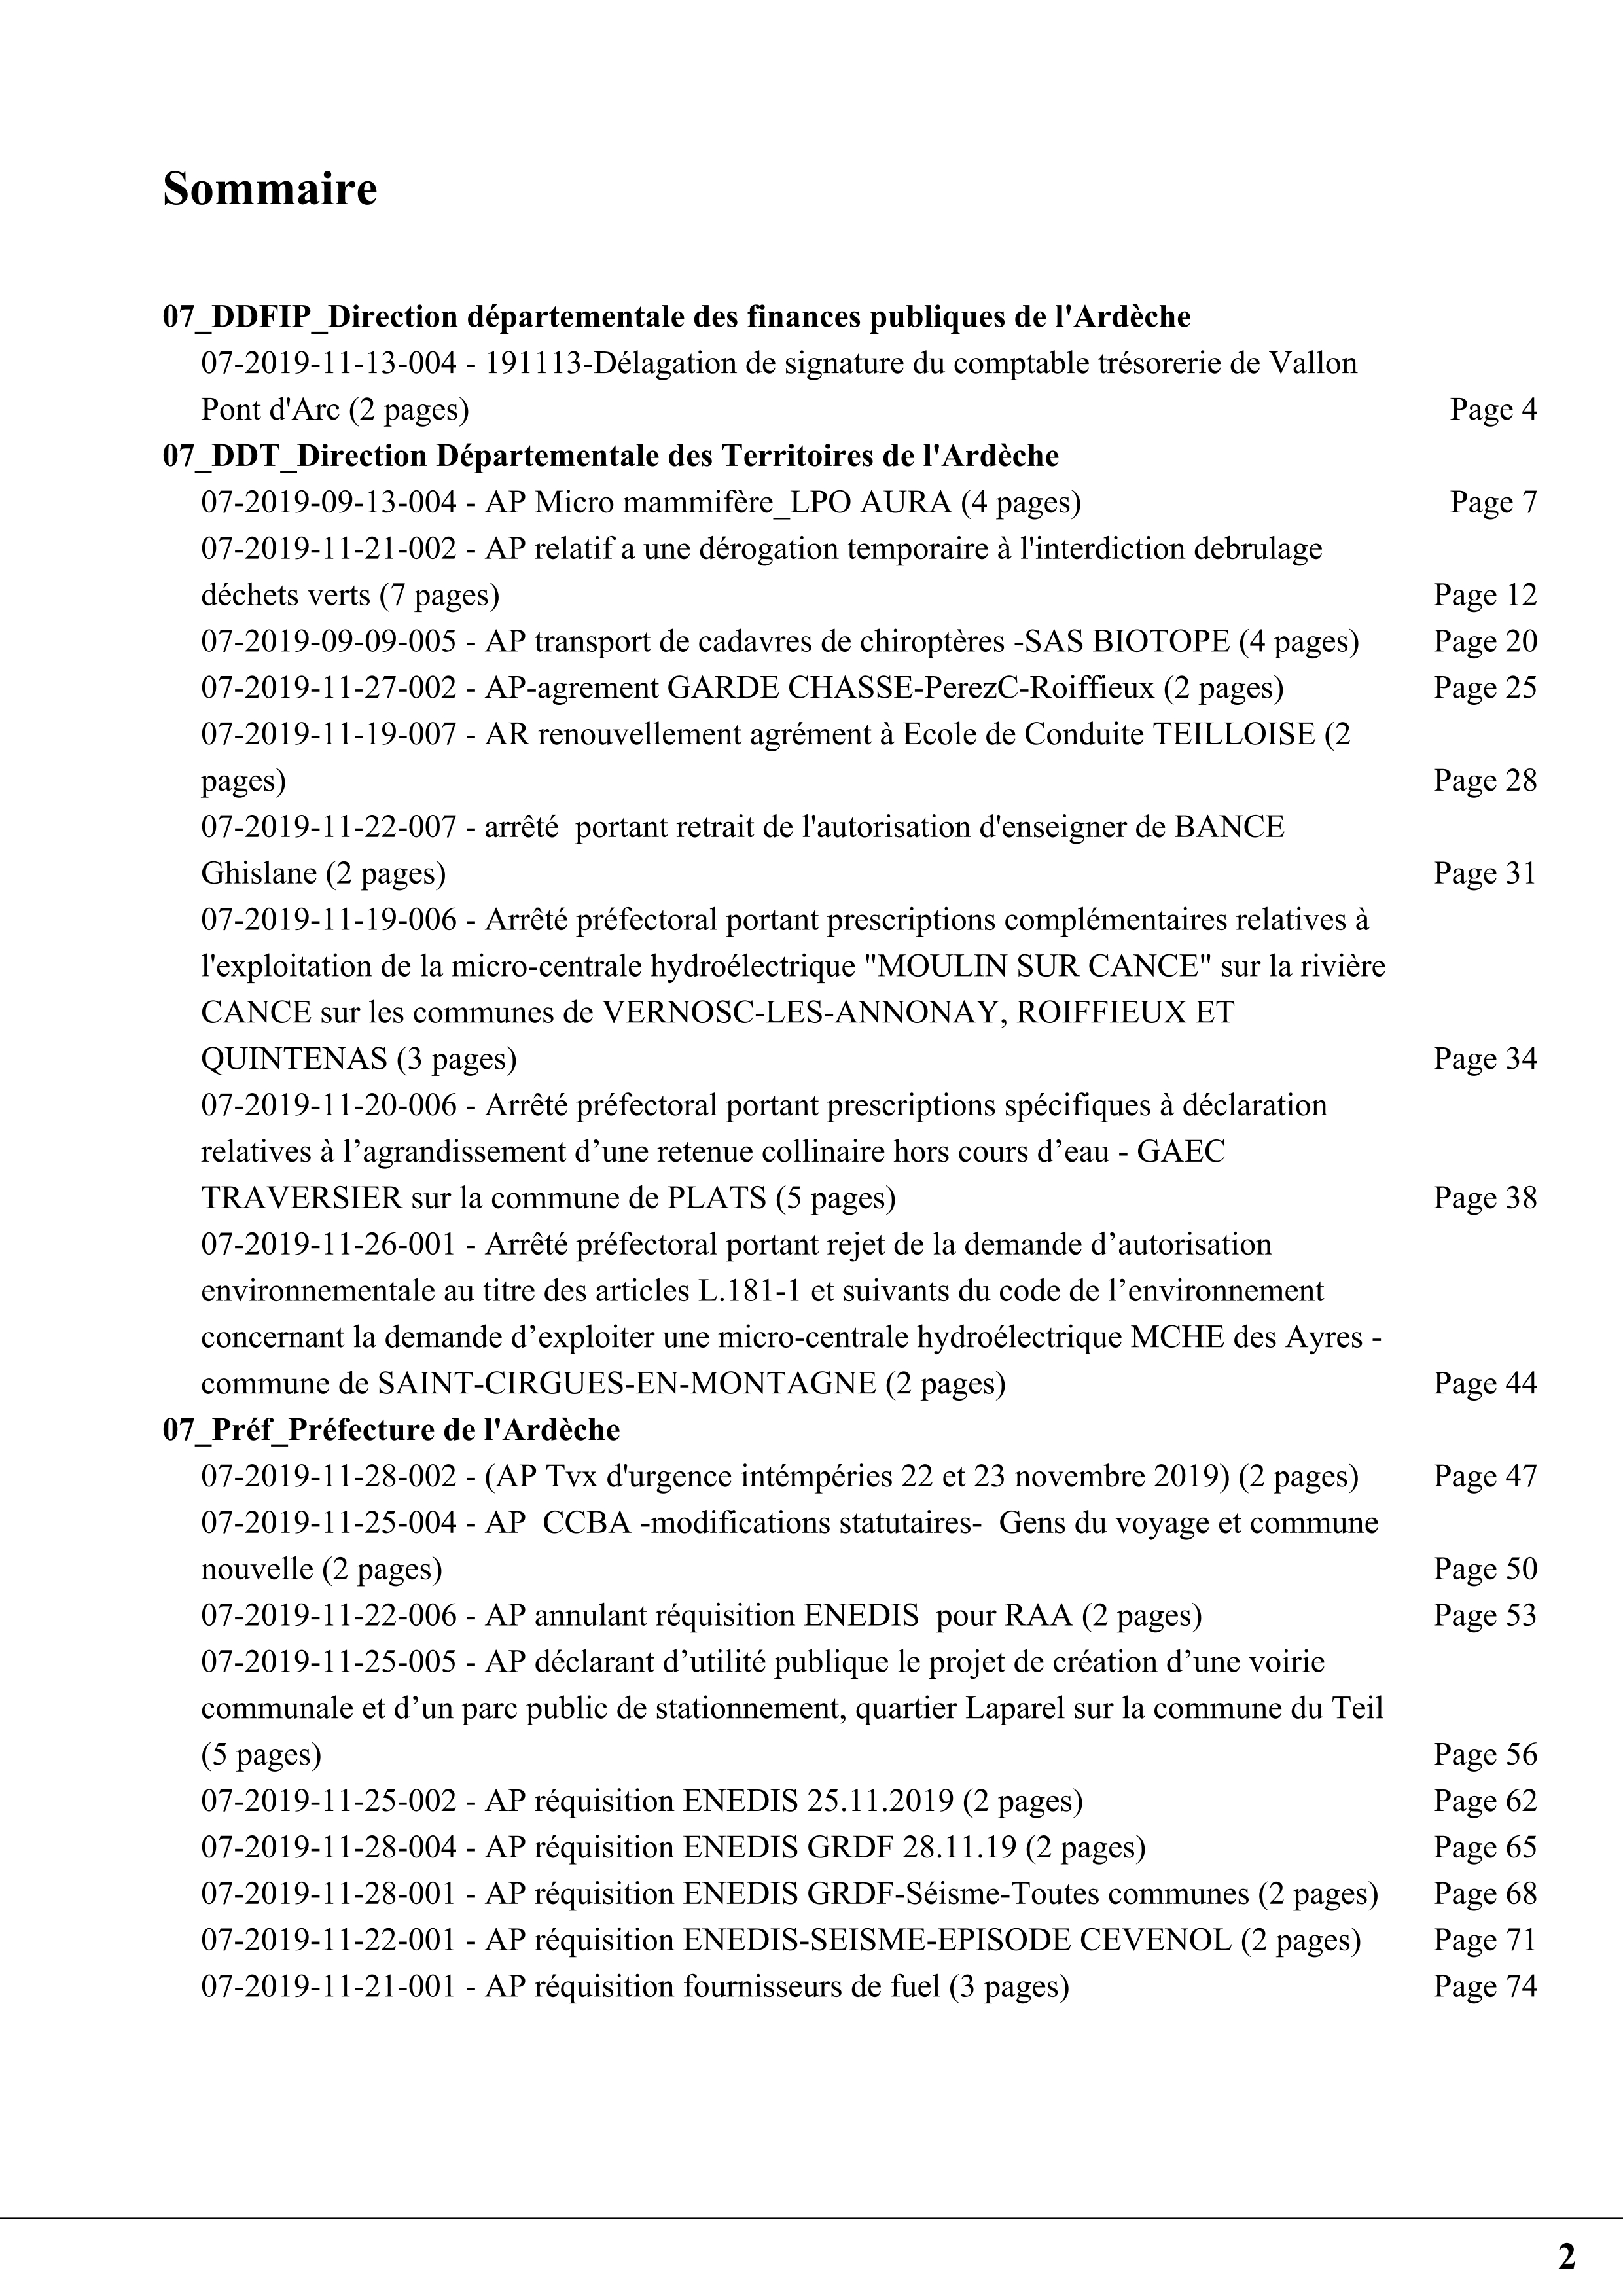 Sommaire
07_DDFIP_Direction départementale des finances publiques de l'Ardèche
07-2019-11-13-004 - 191113-Délagation de signature du comptable trésorerie de Vallon
Pont d'Arc (2 pages) Page 4
07_DDT_Direction Départementale des Territoires de l'Ardèche
07-2019-09-13-004 - AP Micro mammifère_LPO AURA (4 pages) Page 7
07-2019-11-21-002 - AP relatif a une dérogation temporaire à l'interdiction debrulage
déchets verts (7 pages) Page 12
07-2019-09-09-005 - AP transport de cadavres de chiroptères -SAS BIOTOPE (4 pages) Page 20
07-2019-11-27-002 - AP-agrement GARDE CHASSE-PerezC-Roiffieux (2 pages) Page 25
07-2019-11-19-007 - AR renouvellement agrément à Ecole de Conduite TEILLOISE (2
pages) Page 28
07-2019-11-22-007 - arrêté  portant retrait de l'autorisation d'enseigner de BANCE
Ghislane (2 pages) Page 31
07-2019-11-19-006 - Arrêté préfectoral portant prescriptions complémentaires relatives à
l'exploitation de la micro-centrale hydroélectrique "MOULIN SUR CANCE" sur la rivière
CANCE sur les communes de VERNOSC-LES-ANNONAY, ROIFFIEUX ET
QUINTENAS (3 pages) Page 34
07-2019-11-20-006 - Arrêté préfectoral portant prescriptions spécifiques à déclaration
relatives à l’agrandissement d’une retenue collinaire hors cours d’eau - GAEC
TRAVERSIER sur la commune de PLATS (5 pages) Page 38
07-2019-11-26-001 - Arrêté préfectoral portant rejet de la demande d’autorisation
environnementale au titre des articles L.181-1 et suivants du code de l’environnement
concernant la demande d’exploiter une micro-centrale hydroélectrique MCHE des Ayres -
commune de SAINT-CIRGUES-EN-MONTAGNE (2 pages) Page 44
07_Préf_Préfecture de l'Ardèche
07-2019-11-28-002 - (AP Tvx d'urgence intémpéries 22 et 23 novembre 2019) (2 pages) Page 47
07-2019-11-25-004 - AP  CCBA -modifications statutaires-  Gens du voyage et commune
nouvelle (2 pages) Page 50
07-2019-11-22-006 - AP annulant réquisition ENEDIS  pour RAA (2 pages) Page 53
07-2019-11-25-005 - AP déclarant d’utilité publique le projet de création d’une voirie
communale et d’un parc public de stationnement, quartier Laparel sur la commune du Teil
(5 pages) Page 56
07-2019-11-25-002 - AP réquisition ENEDIS 25.11.2019 (2 pages) Page 62
07-2019-11-28-004 - AP réquisition ENEDIS GRDF 28.11.19 (2 pages) Page 65
07-2019-11-28-001 - AP réquisition ENEDIS GRDF-Séisme-Toutes communes (2 pages) Page 68
07-2019-11-22-001 - AP réquisition ENEDIS-SEISME-EPISODE CEVENOL (2 pages) Page 71
07-2019-11-21-001 - AP réquisition fournisseurs de fuel (3 pages) Page 74
2